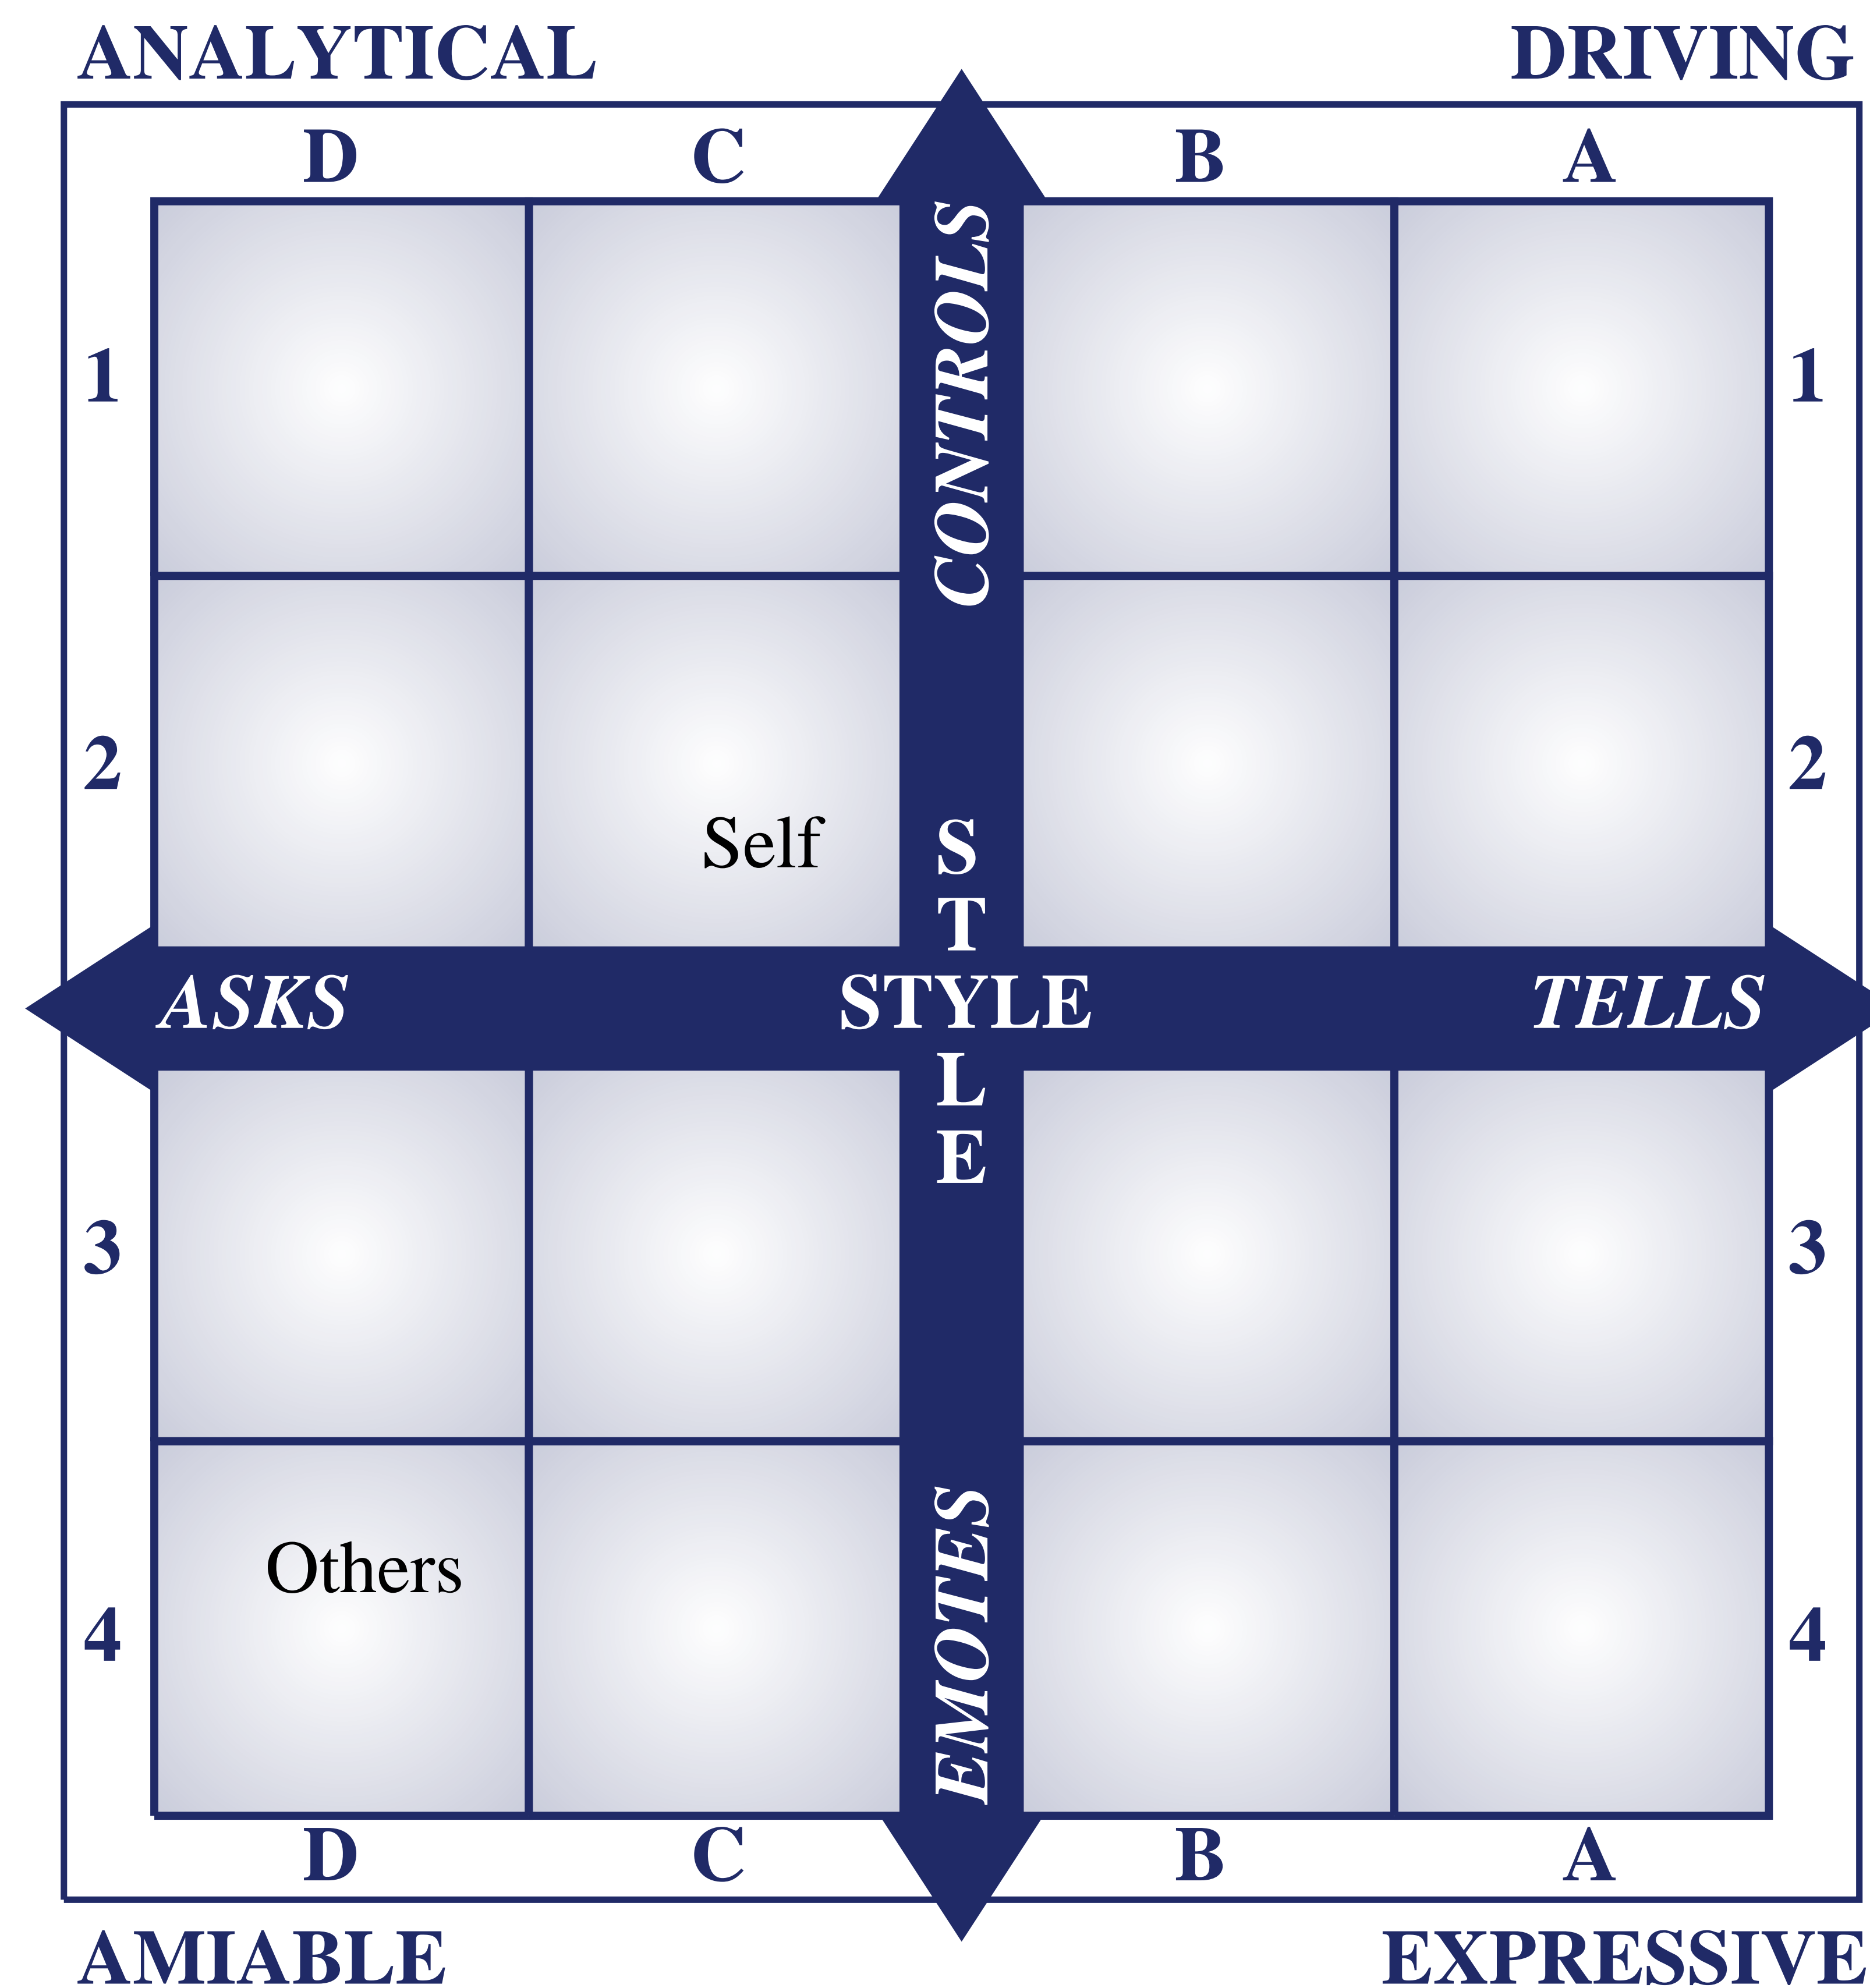 ANALYTICAL DRIVING
D C B A
CONTROLS
1 1
2 2
Self
S
T
ASKS STYLE TELLS
L
E
3 3
EMOTES
Others
4 4
D C B A
AMIABLE EXPRESSIVE